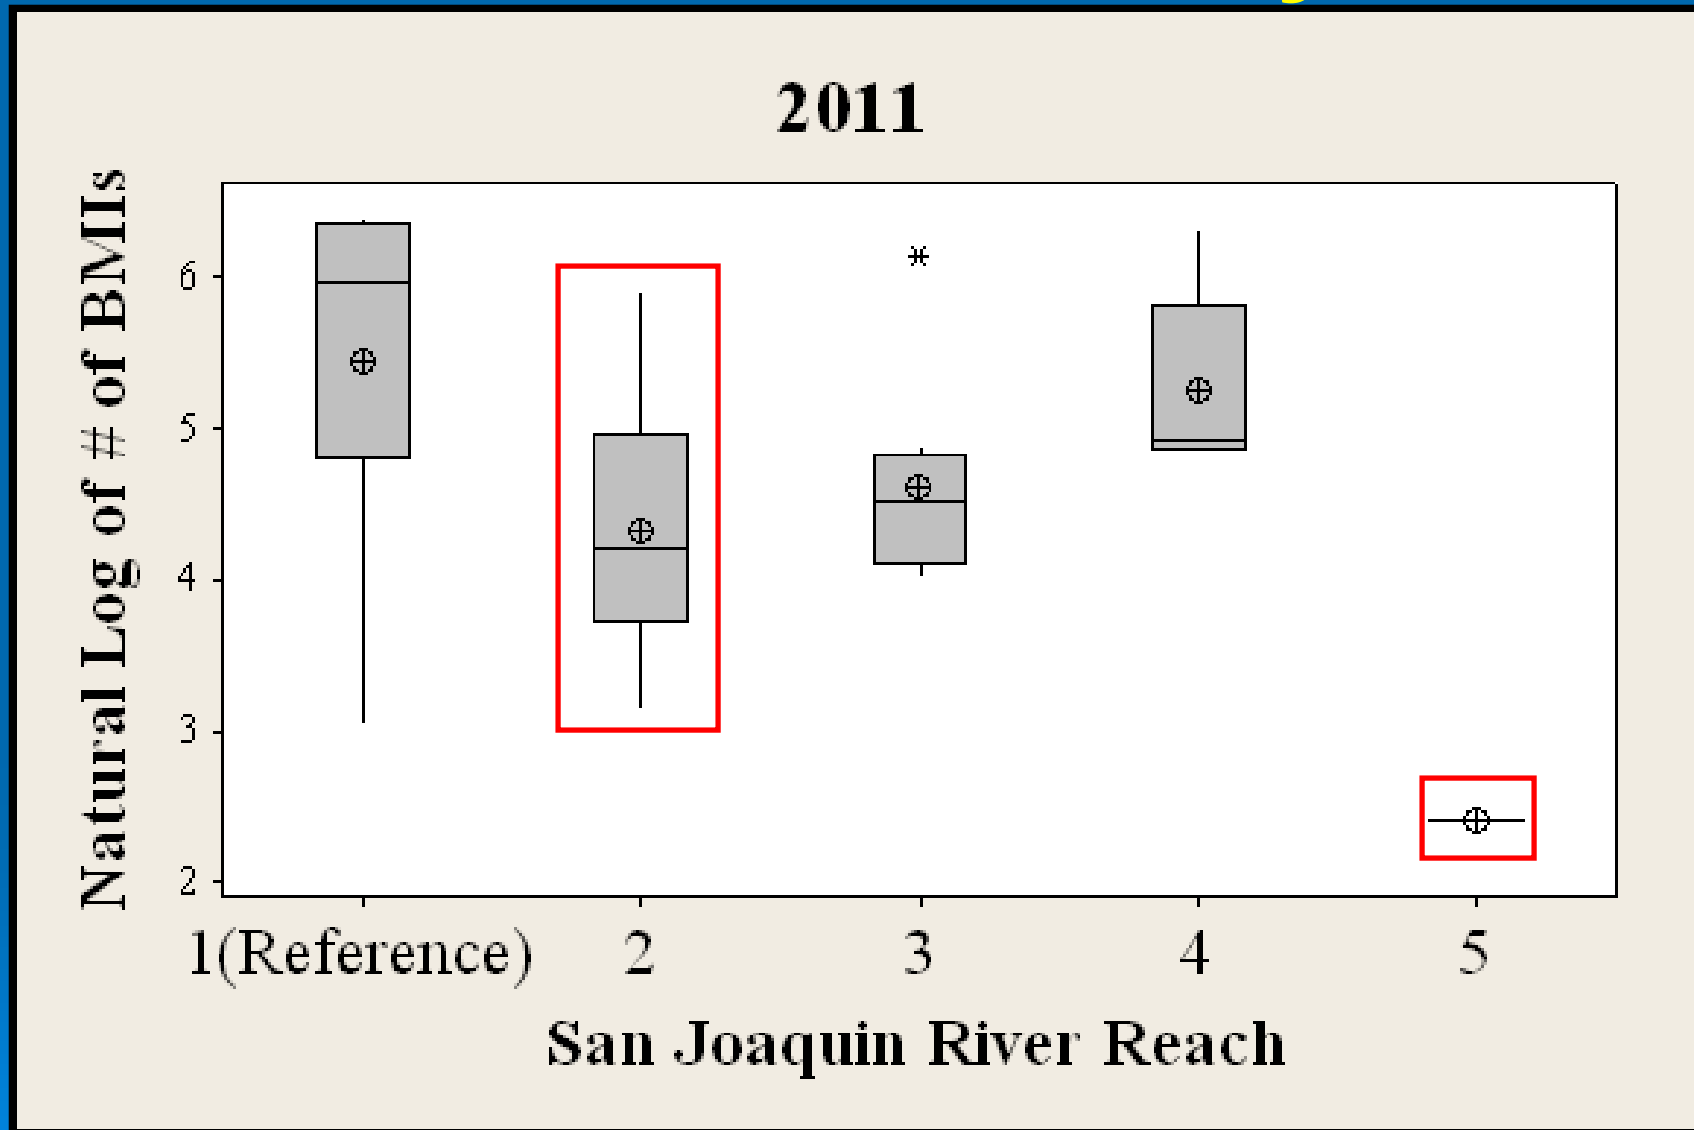 2011
Natural Log of # of BMIs
6
5
4
3
2
1(Reference) 2 3 4 5
San Joaquin River Reach